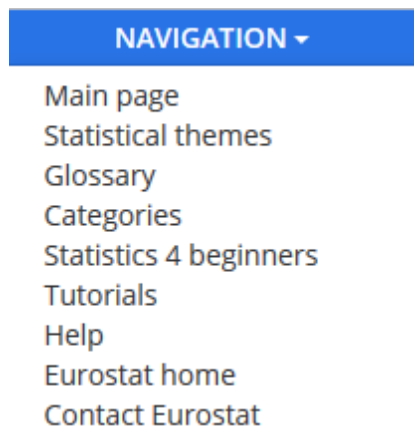 NAVIGATION
Main page
Statistical themes
Glossary
Categories
Statistics 4 beginners
Tutorials
Help
Eurostat home
Contact Eurostat